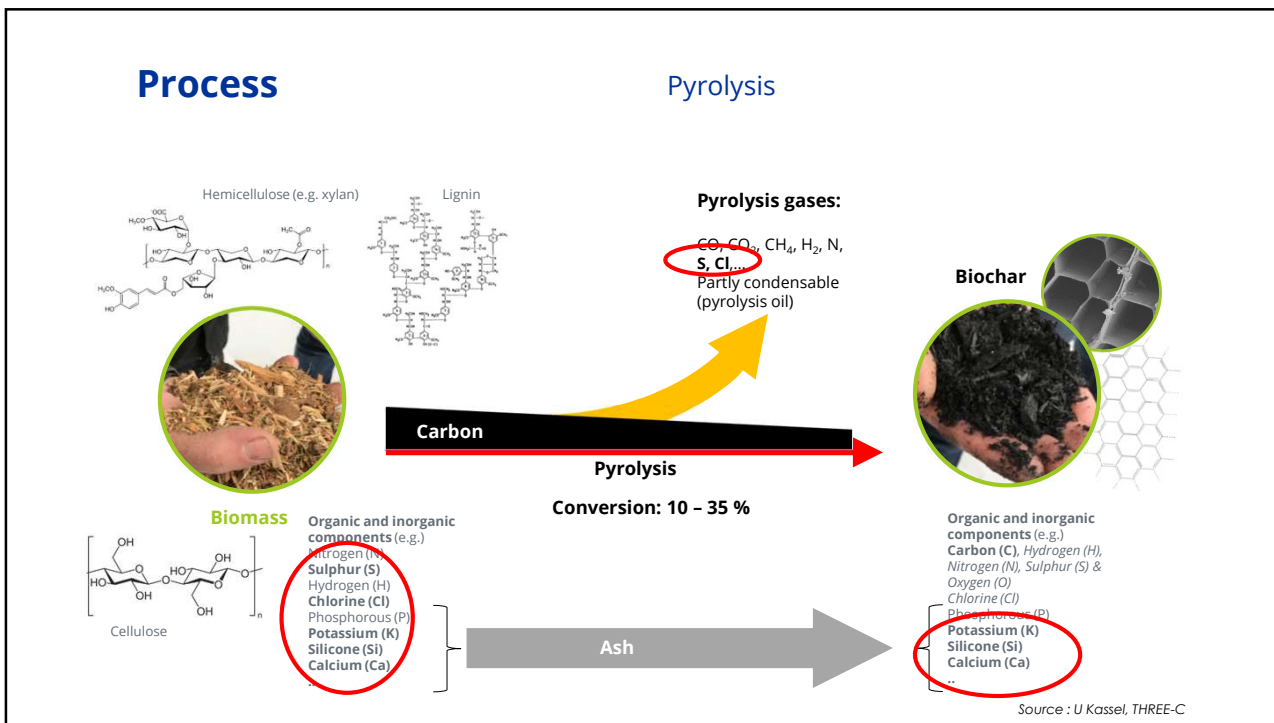 Process
Pyrolysis
Hemicellulose (e.g. xylan)
Lignin
Pyrolysis gases:
CO, CO₂, CH₄, H₂, N,
S, Cl,...
Partly condensable
(pyrolysis oil)
Biochar
Carbon
Pyrolysis
Conversion: 10 – 35 %
Biomass
Organic and inorganic
components (e.g.)
Nitrogen (N)
Sulphur (S)
Hydrogen (H)
Chlorine (Cl)
Phosphorous (P)
Potassium (K)
Silicone (Si)
Calcium (Ca)
..
Cellulose
Ash
Organic and inorganic
components (e.g.)
Carbon (C), Hydrogen (H),
Nitrogen (N), Sulphur (S) &
Oxygen (O)
Chlorine (Cl)
Phosphorous (P)
Potassium (K)
Silicone (Si)
Calcium (Ca)
..
Source : U Kassel, THREE-C